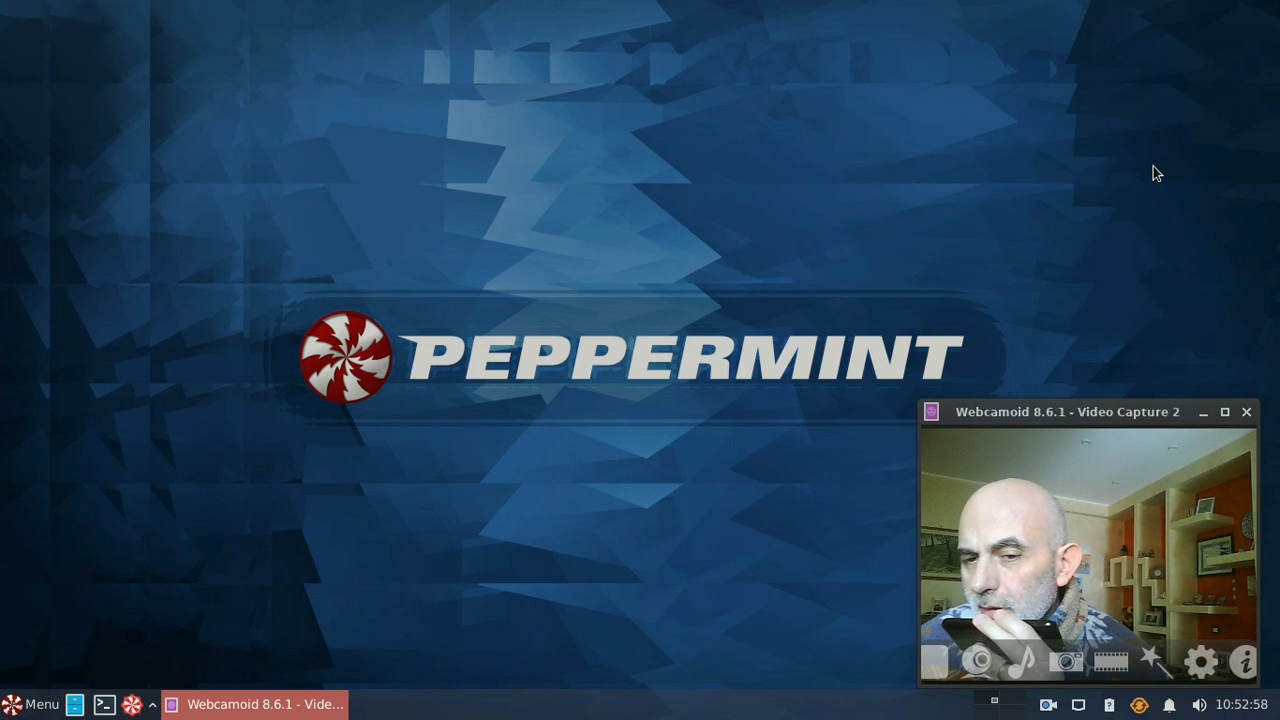 PEPPERMINT
Webcamoid 8.6.1 - Video Capture 2
Menu
Webcamoid 8.6.1 - Vide...
10:52:58